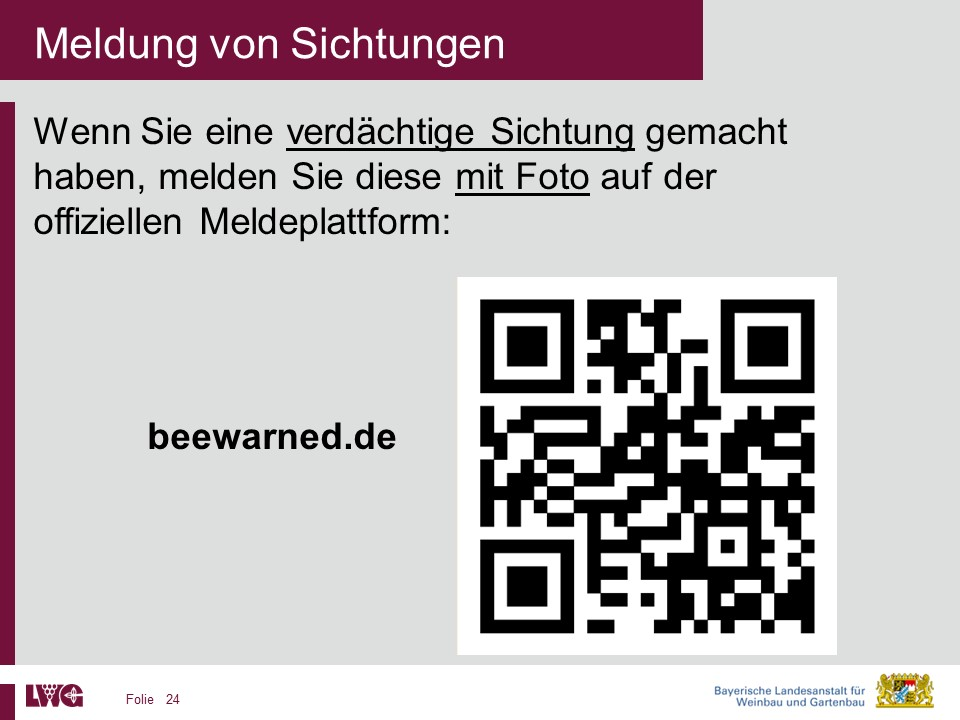 Meldung von Sichtungen
Wenn Sie eine verdächtige Sichtung gemacht
haben, melden Sie diese mit Foto auf der
offiziellen Meldeplattform:
beewarned.de
LWG
Folie 24
Bayerische Landesanstalt für
Weinbau und Gartenbau